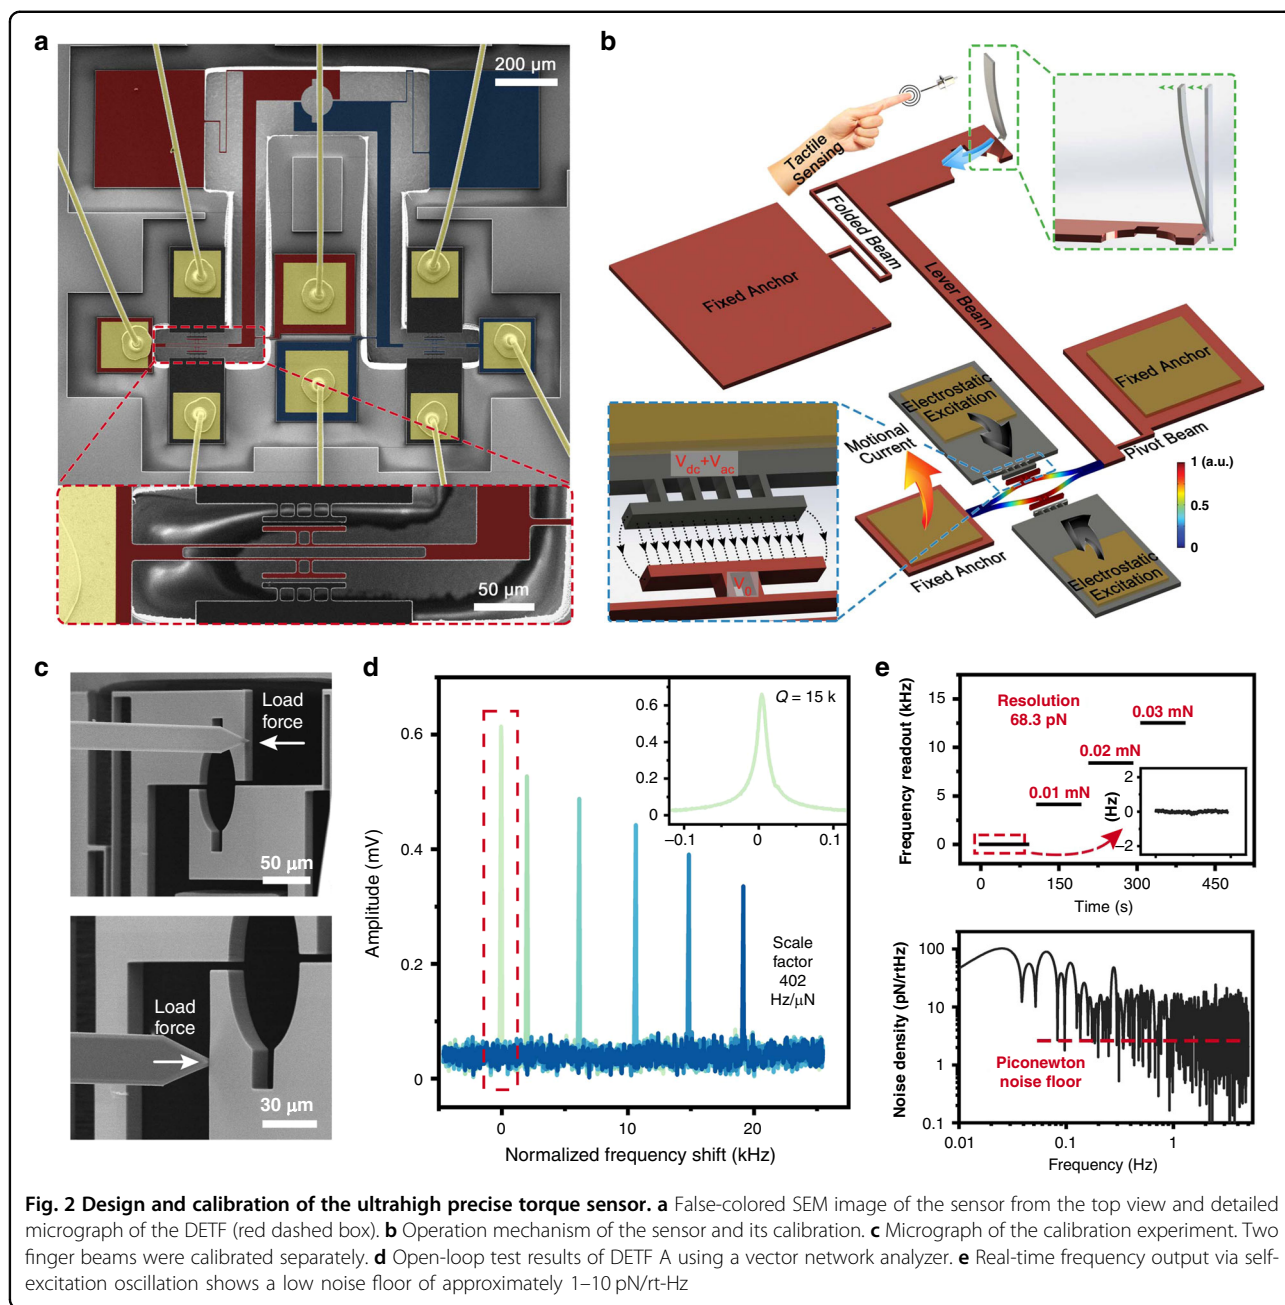 a
200 µm
50 µm
b
Tactile
Sensing
Folded Beam
Fixed Anchor
Lever Beam
Fixed Anchor
Electrostatic
Excitation
Pivot Beam
Motional
Current
Vdc+Vac
V0
1 (a.u.)
0.5
0
Fixed Anchor
Electrostatic
Excitation
c
Load
force
50 µm
Load
force
30 µm
d
Amplitude (mV)
0.6
0.4
0.2
0
0 10 20
Normalized frequency shift (kHz)
Q = 15 k
0.6
0.4
0.2
0
–0.1 0 0.1
Scale
factor
402
Hz/µN
e
Frequency readout (kHz)
15
10
5
0
Resolution
68.3 pN
0.03 mN
0.02 mN
0.01 mN
(Hz)
2
0
–2
0 150 300 450
Time (s)
Noise density (pN/rtHz)
100
10
1
0.1
Piconewton
noise floor
0.01 0.1 1
Frequency (Hz)
Fig. 2 Design and calibration of the ultrahigh precise torque sensor. a False-colored SEM image of the sensor from the top view and detailed
micrograph of the DETF (red dashed box). b Operation mechanism of the sensor and its calibration. c Micrograph of the calibration experiment. Two
finger beams were calibrated separately. d Open-loop test results of DETF A using a vector network analyzer. e Real-time frequency output via self-
excitation oscillation shows a low noise floor of approximately 1–10 pN/rt-Hz